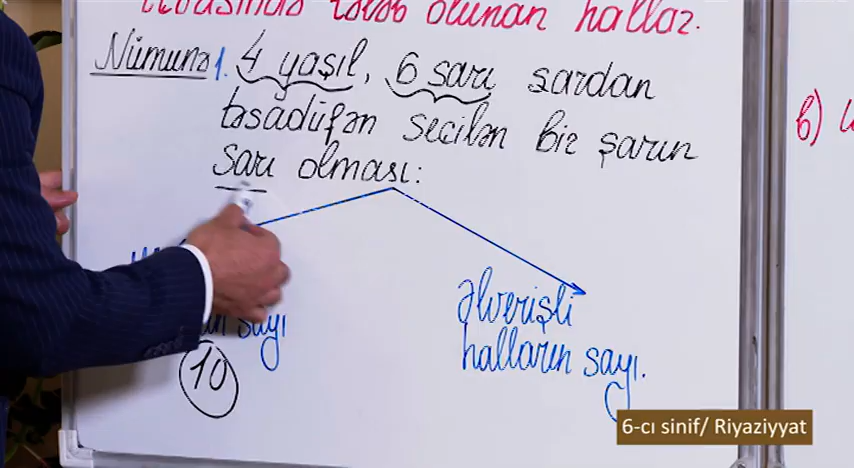 tələb olunan hallar.
Nümunə 1. 4 yaşıl, 6 sarı şardan
təsadüfən seçilən bir şarın
sarı olması:
sayı
10
Əlverişli
halların sayı.
b)
6-cı sinif/ Riyaziyyat